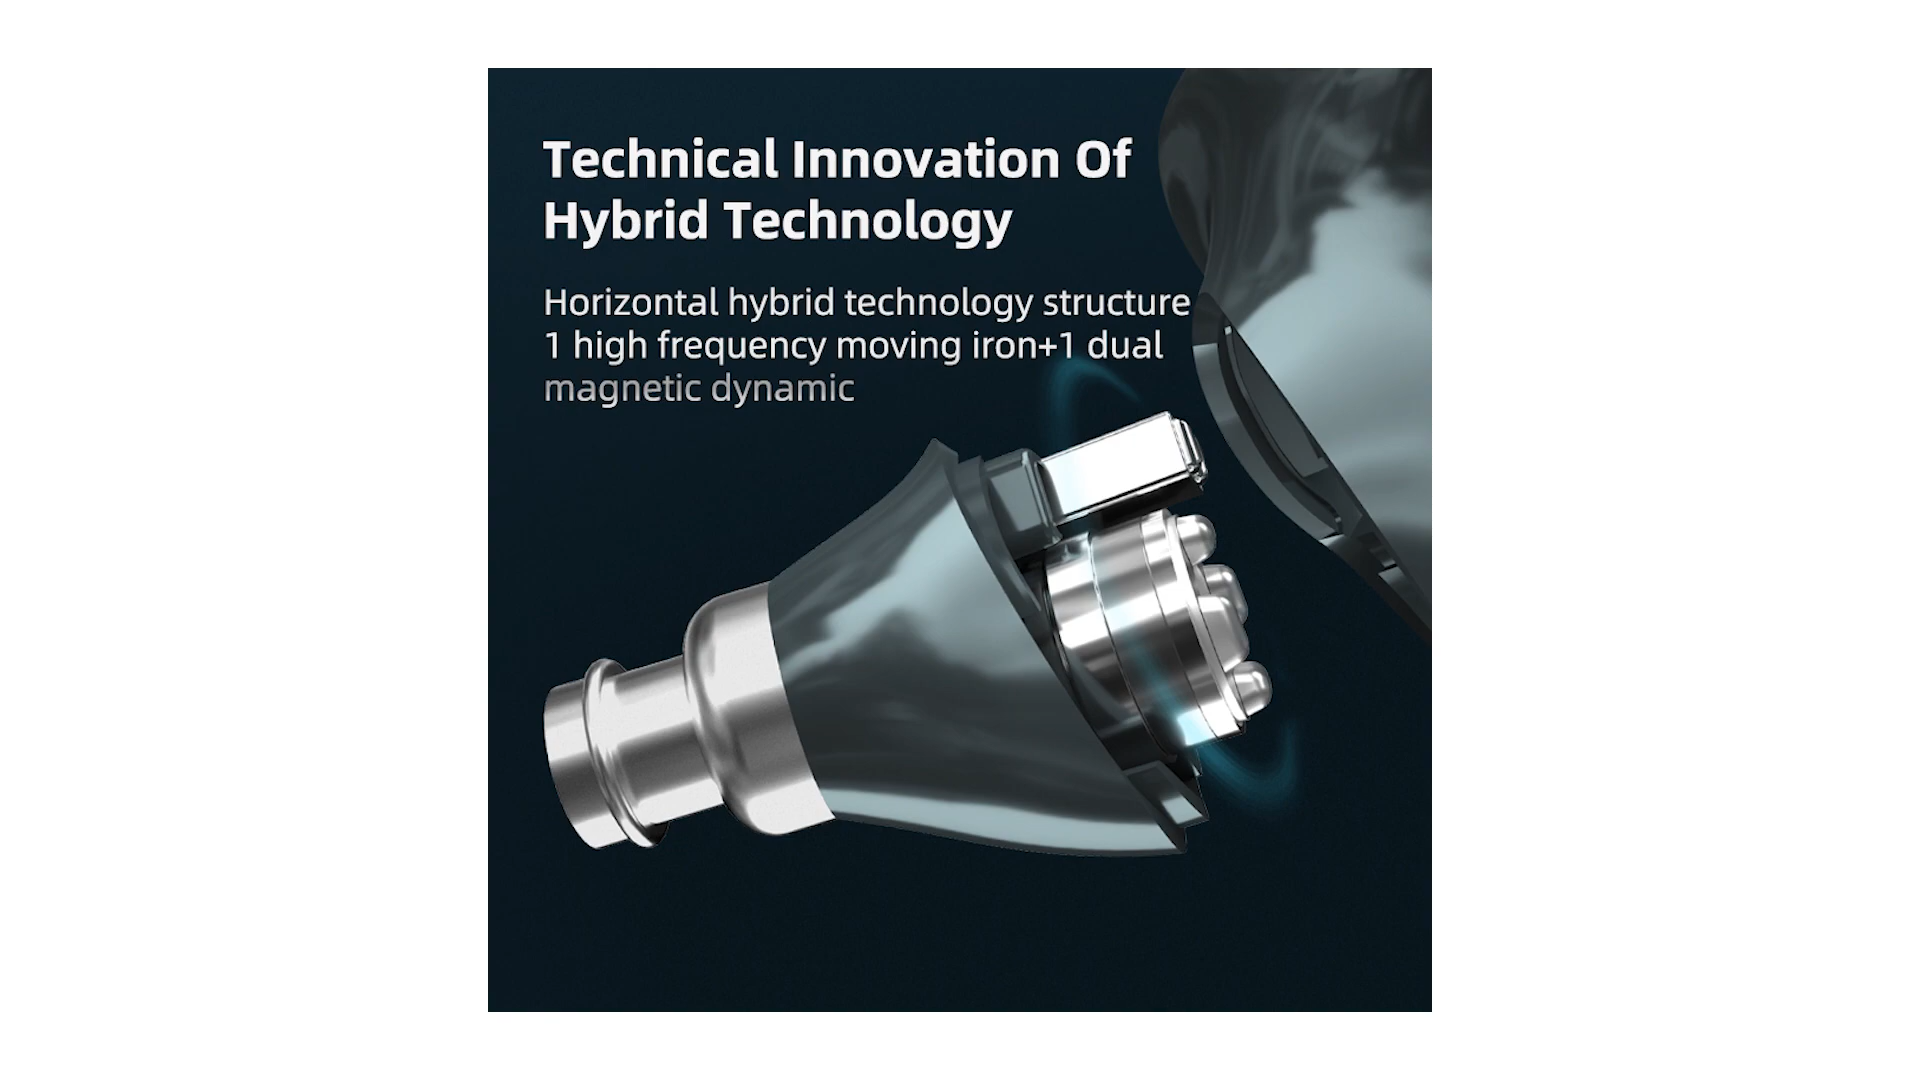 Technical Innovation Of
Hybrid Technology
Horizontal hybrid technology structure
1 high frequency moving iron+1 dual
magnetic dynamic